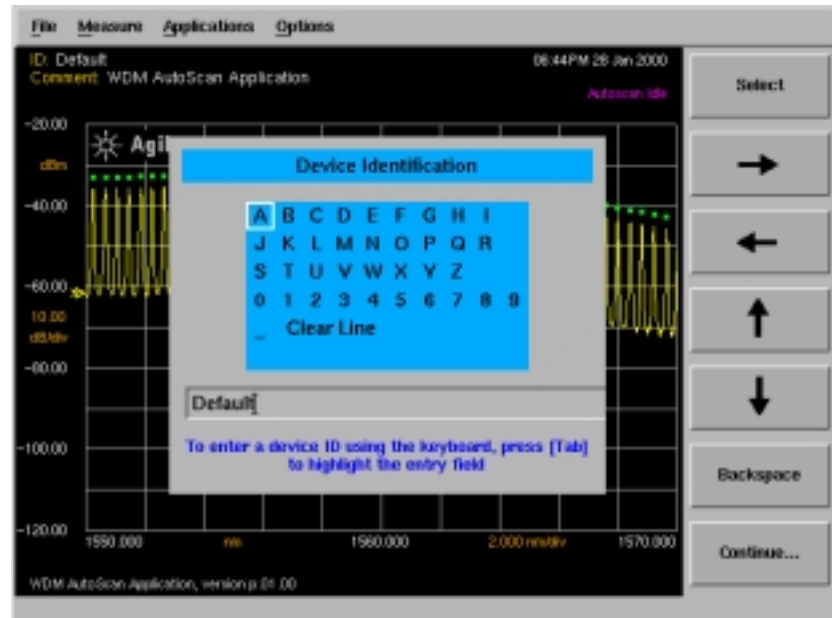 File Measure Applications Options
ID: Default
06:44PM 28 Jan 2000
Comment: WDM AutoScan Application
Autoscan Idle
Select
-20.00
dBm
-40.00
-60.00
10.00
dB/div
-80.00
-100.00
-120.00
Agil
Device Identification
A B C D E F G H I
J K L M N O P Q R
S T U V W X Y Z
0 1 2 3 4 5 6 7 8 9
_ Clear Line
Default
To enter a device ID using the keyboard, press [Tab]
to highlight the entry field
Backspace
Continue...
1550.000 nm 1560.000 2.000 nm/div 1570.000
WDM AutoScan Application, version p.01.00